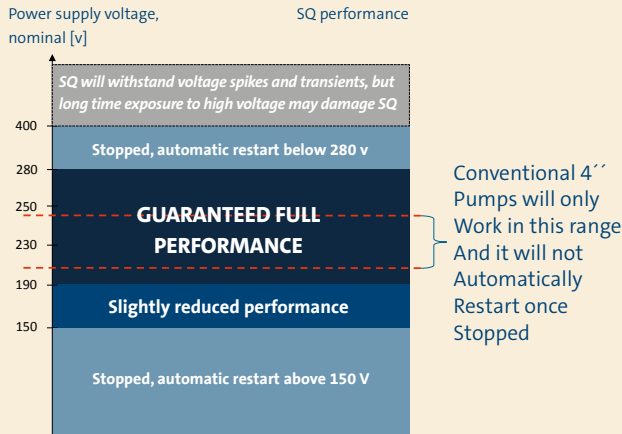 Power supply voltage,
nominal [v]
SQ performance
SQ will withstand voltage spikes and transients, but
long time exposure to high voltage may damage SQ
400
Stopped, automatic restart below 280 v
280
250
GUARANTEED FULL
PERFORMANCE
230
190
Slightly reduced performance
150
Stopped, automatic restart above 150 V
Conventional 4´´
Pumps will only
Work in this range
And it will not
Automatically
Restart once
Stopped